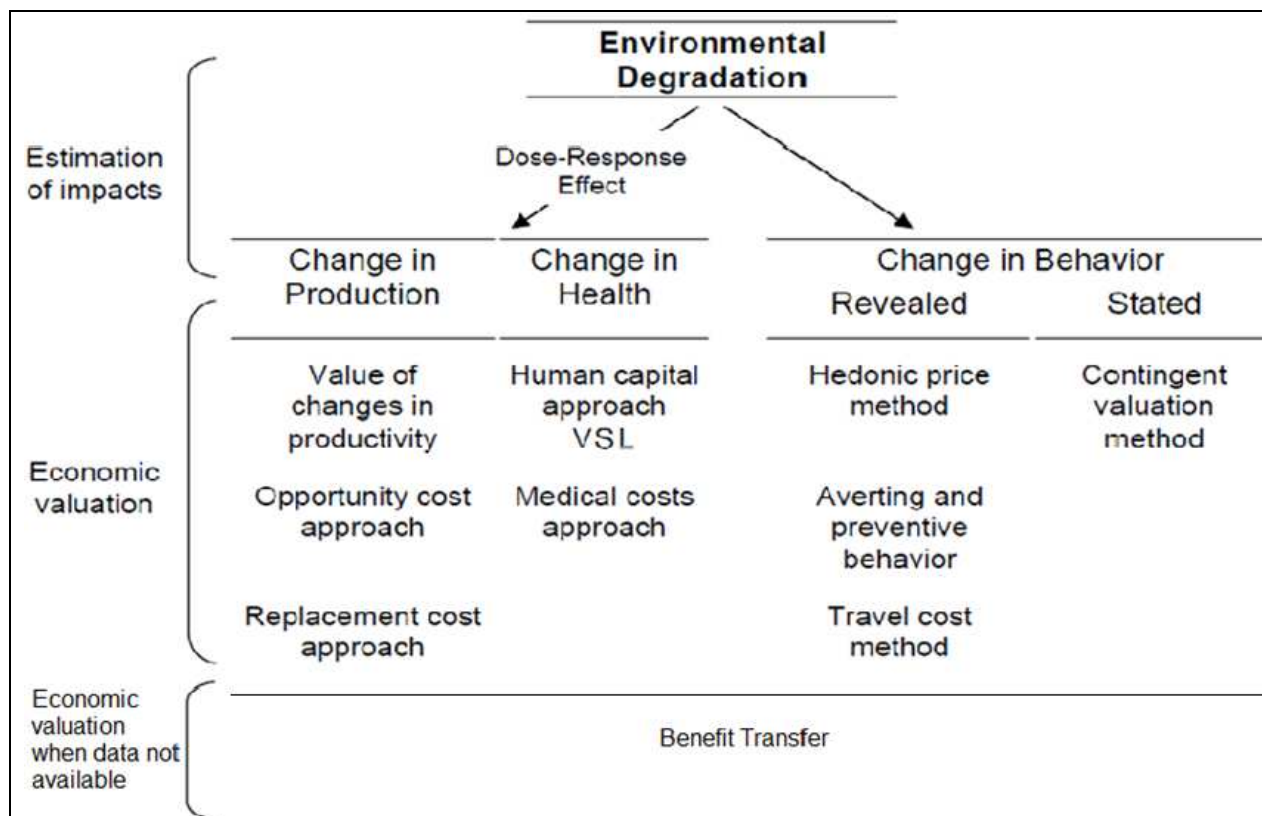 Environmental
Degradation
Estimation
of impacts
Dose-Response
Effect
Change in
Production
Change in
Health
Change in Behavior
Revealed
Stated
Economic
valuation
Value of
changes in
productivity
Human capital
approach
VSL
Hedonic price
method
Contingent
valuation
method
Opportunity cost
approach
Medical costs
approach
Averting and
preventive
behavior
Replacement cost
approach
Travel cost
method
Economic
valuation
when data not
available
Benefit Transfer